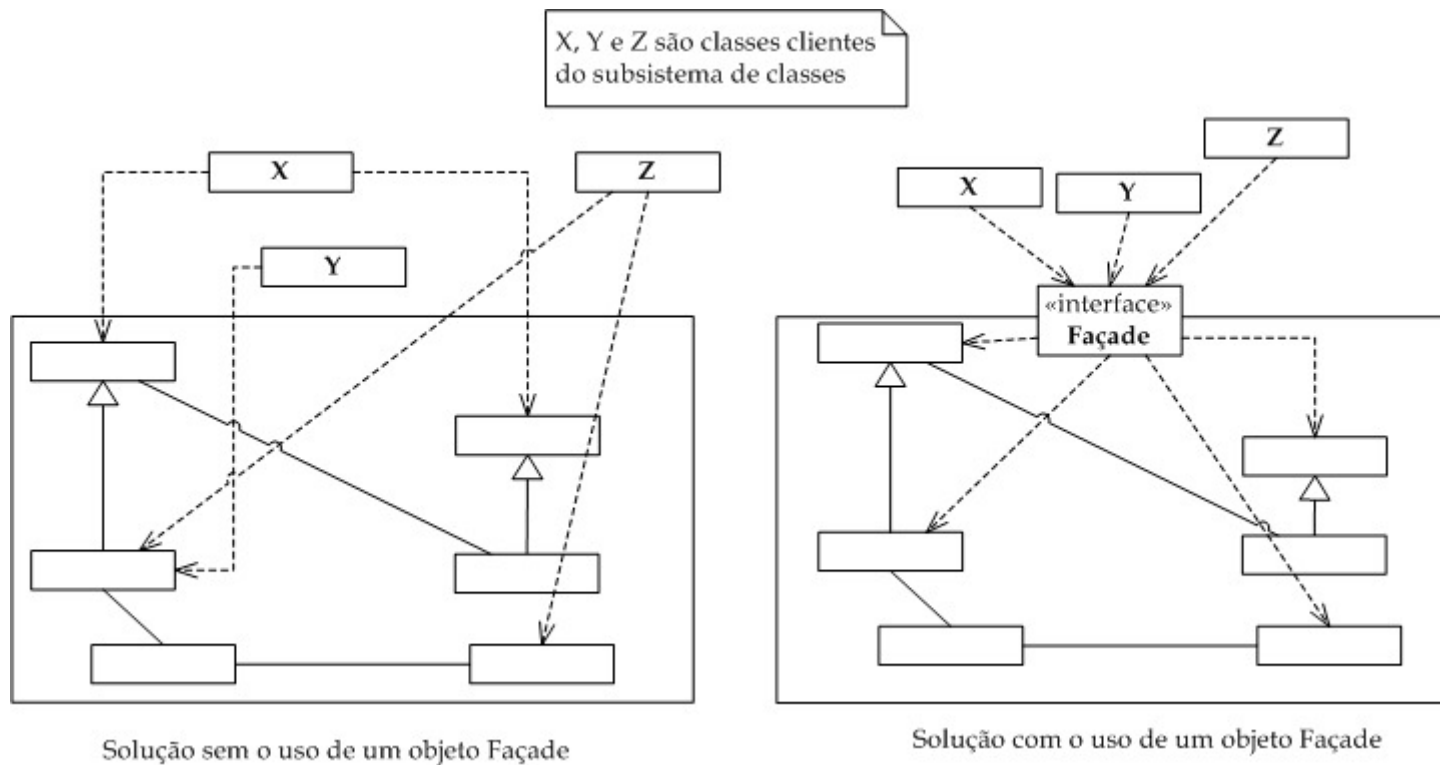 X, Y e Z são classes clientes
do subsistema de classes
X
Z
Y
Solução sem o uso de um objeto Façade
Z
X
Y
«interface»
Façade
Solução com o uso de um objeto Façade